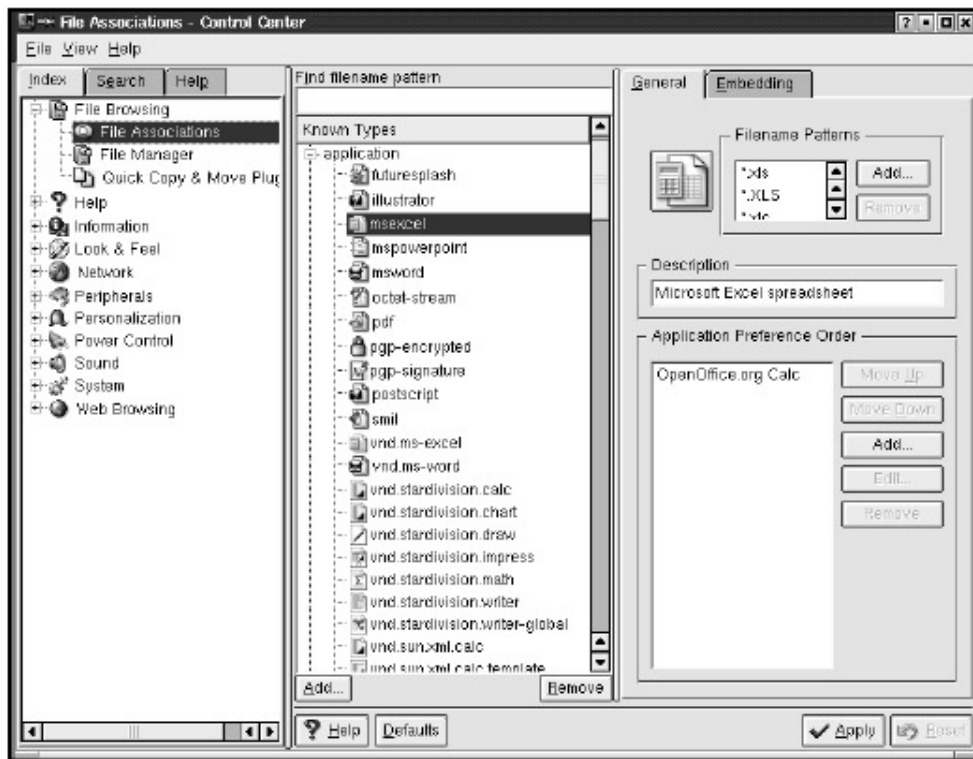 File Associations - Control Center
File View Help
Index Search Help
File Browsing
File Associations
File Manager
Quick Copy & Move Plug
Help
Information
Look & Feel
Network
Peripherals
Personalization
Power Control
Sound
System
Web Browsing
Find filename pattern
Known Types
application
futuresplash
illustrator
msexcel
mspowerpoint
msword
octet-stream
pdf
pgp-encrypted
pgp-signature
postscript
smil
vnd.ms-excel
vnd.ms-word
vnd.stardivision.calc
vnd.stardivision.chart
vnd.stardivision.draw
vnd.stardivision.impress
vnd.stardivision.math
vnd.stardivision.writer
vnd.stardivision.writer-global
vnd.sun.xml.calc
vnd.sun.xml.calc.template
Add... Remove
General Embedding
Filename Patterns
*.xls
*.XLS
Add...
Remove
Description
Microsoft Excel spreadsheet
Application Preference Order
OpenOffice.org Calc
Move Up
Move Down
Add...
Edit...
Remove
? Help Defaults Apply Reset